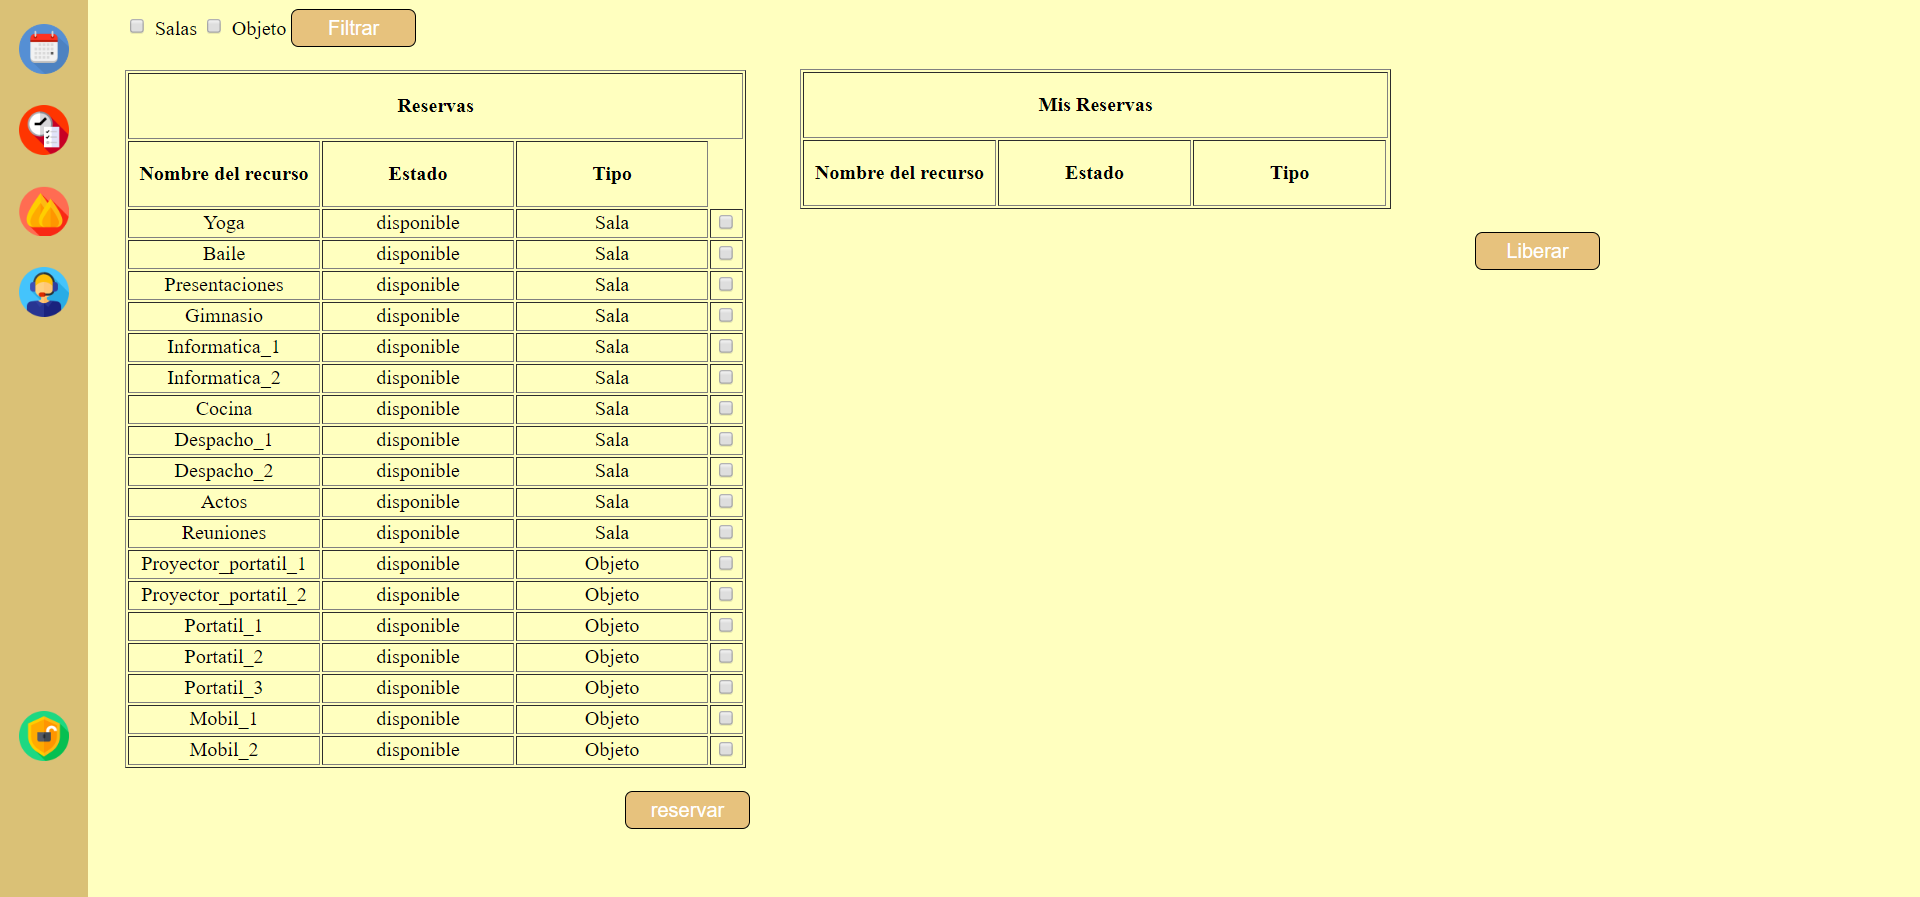 Salas Objeto Filtrar
Reservas
Nombre del recurso Estado Tipo
Yoga disponible Sala
Baile disponible Sala
Presentaciones disponible Sala
Gimnasio disponible Sala
Informatica_1 disponible Sala
Informatica_2 disponible Sala
Cocina disponible Sala
Despacho_1 disponible Sala
Despacho_2 disponible Sala
Actos disponible Sala
Reuniones disponible Sala
Proyector_portatil_1 disponible Objeto
Proyector_portatil_2 disponible Objeto
Portatil_1 disponible Objeto
Portatil_2 disponible Objeto
Portatil_3 disponible Objeto
Mobil_1 disponible Objeto
Mobil_2 disponible Objeto
reservar
Mis Reservas
Nombre del recurso Estado Tipo
Liberar